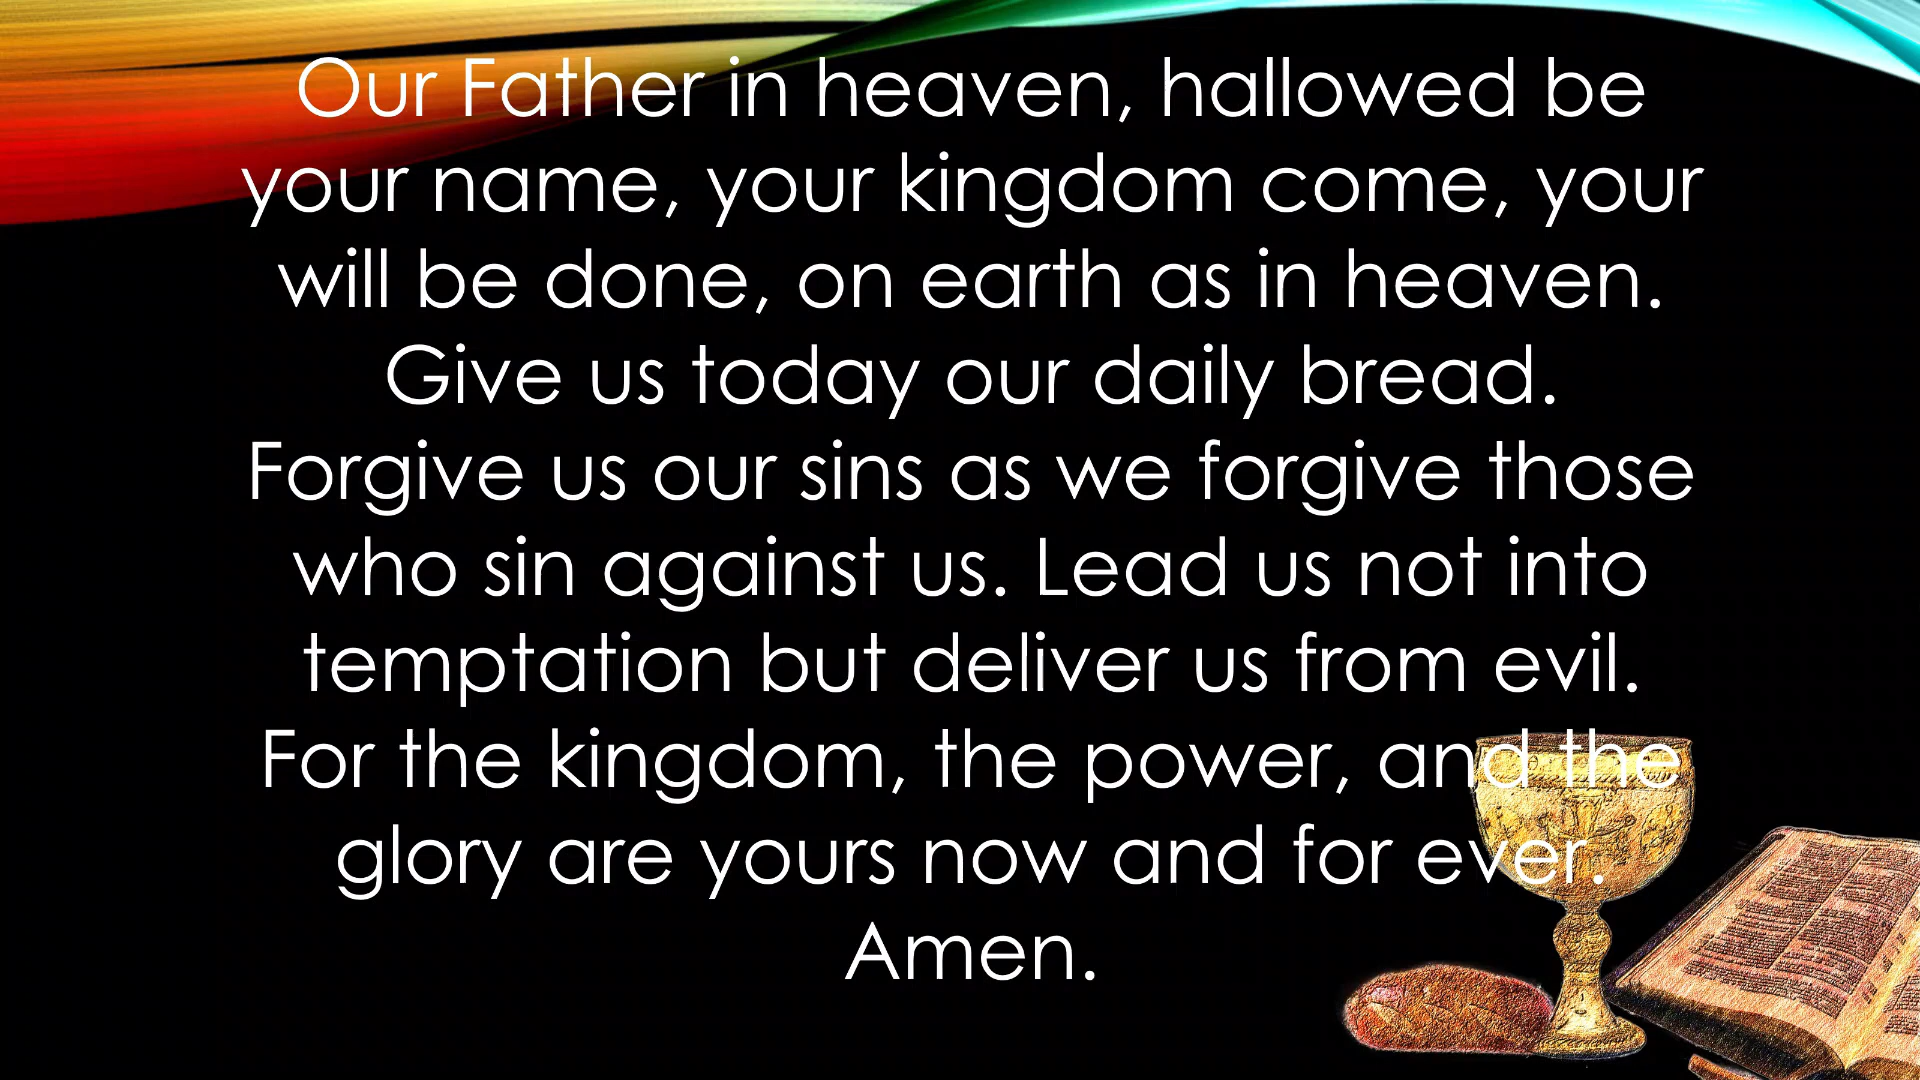 Our Father in heaven, hallowed be
your name, your kingdom come, your
will be done, on earth as in heaven.
Give us today our daily bread.
Forgive us our sins as we forgive those
who sin against us. Lead us not into
temptation but deliver us from evil.
For the kingdom, the power, and the
glory are yours now and for ever.
Amen.